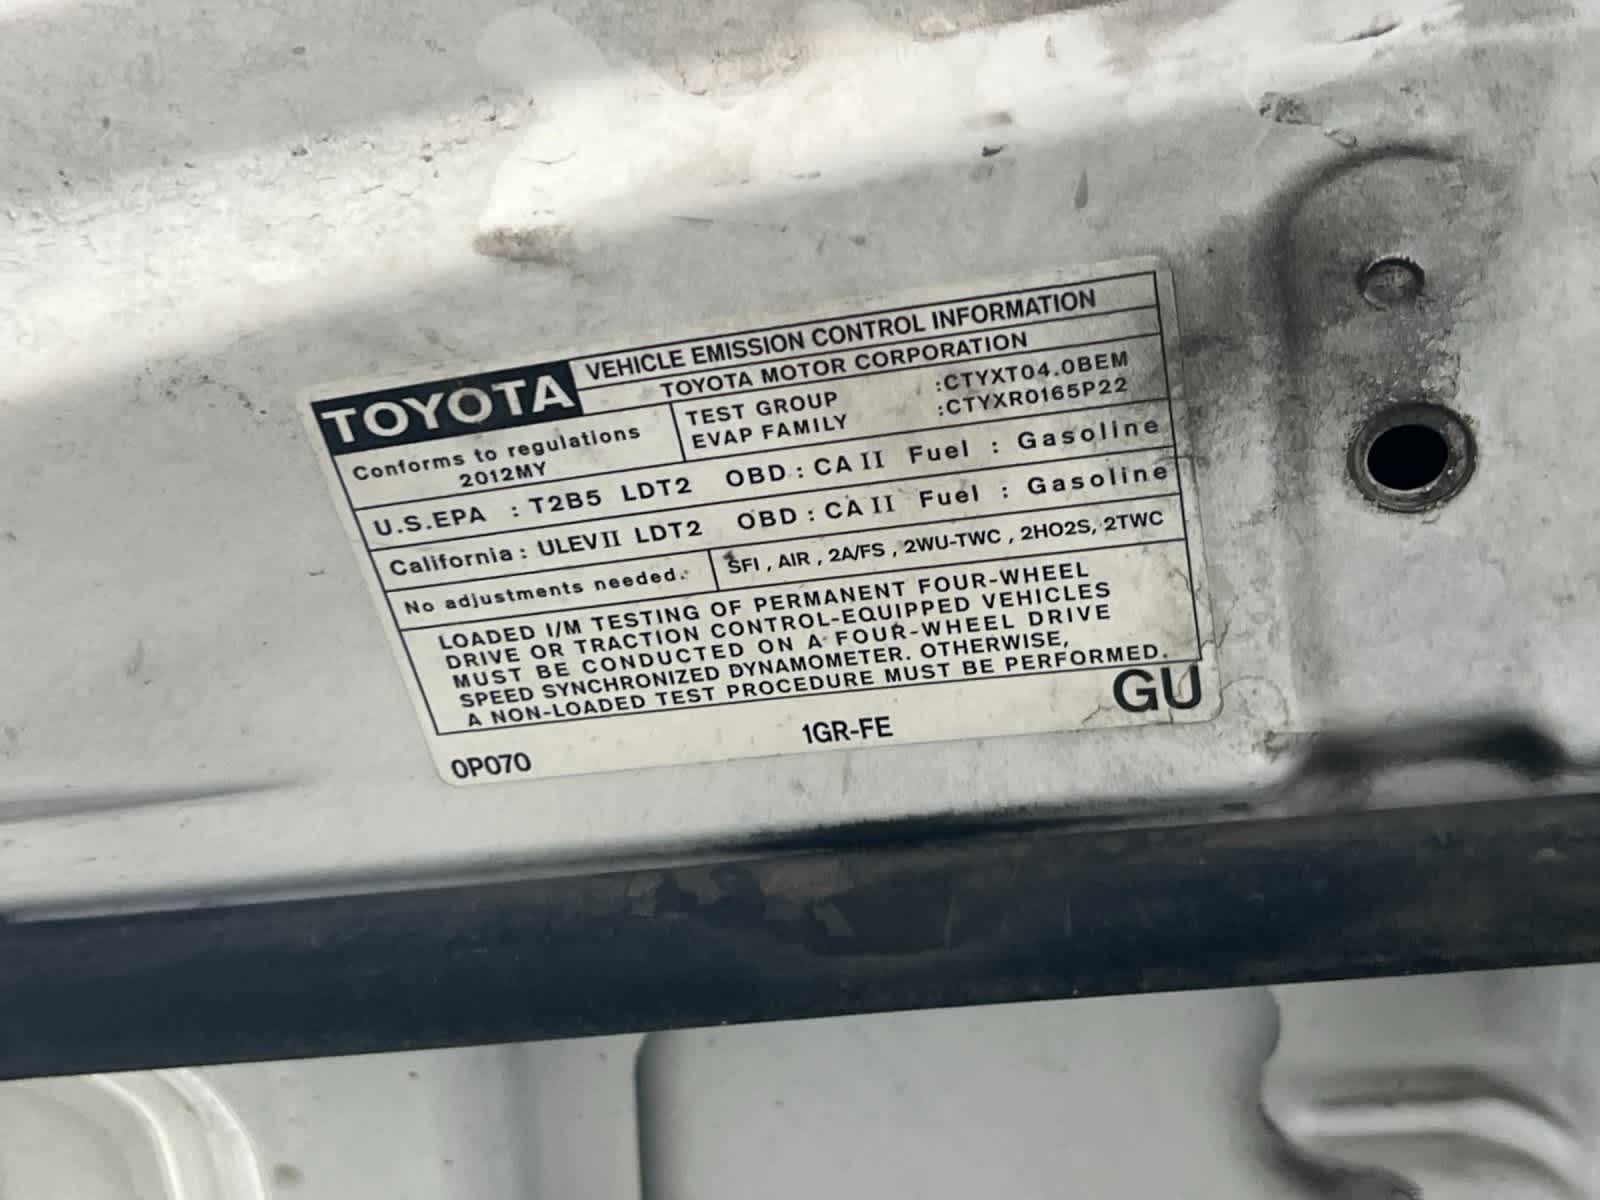 TOYOTA
VEHICLE EMISSION CONTROL INFORMATION
TOYOTA MOTOR CORPORATION
Conforms to regulations
2012MY
TEST GROUP :CTYXT04.0BEM
EVAP FAMILY :CTYXR0165P22
U.S.EPA : T2B5 LDT2 OBD : CA II Fuel : Gasoline
California : ULEV II LDT2 OBD : CA II Fuel : Gasoline
No adjustments needed.
SFI , AIR , 2A/FS , 2WU-TWC , 2HO2S, 2TWC
LOADED I/M TESTING OF PERMANENT FOUR-WHEEL
DRIVE OR TRACTION CONTROL-EQUIPPED VEHICLES
MUST BE CONDUCTED ON A FOUR-WHEEL DRIVE
SPEED SYNCHRONIZED DYNAMOMETER. OTHERWISE,
A NON-LOADED TEST PROCEDURE MUST BE PERFORMED.
0P070
1GR-FE
GU